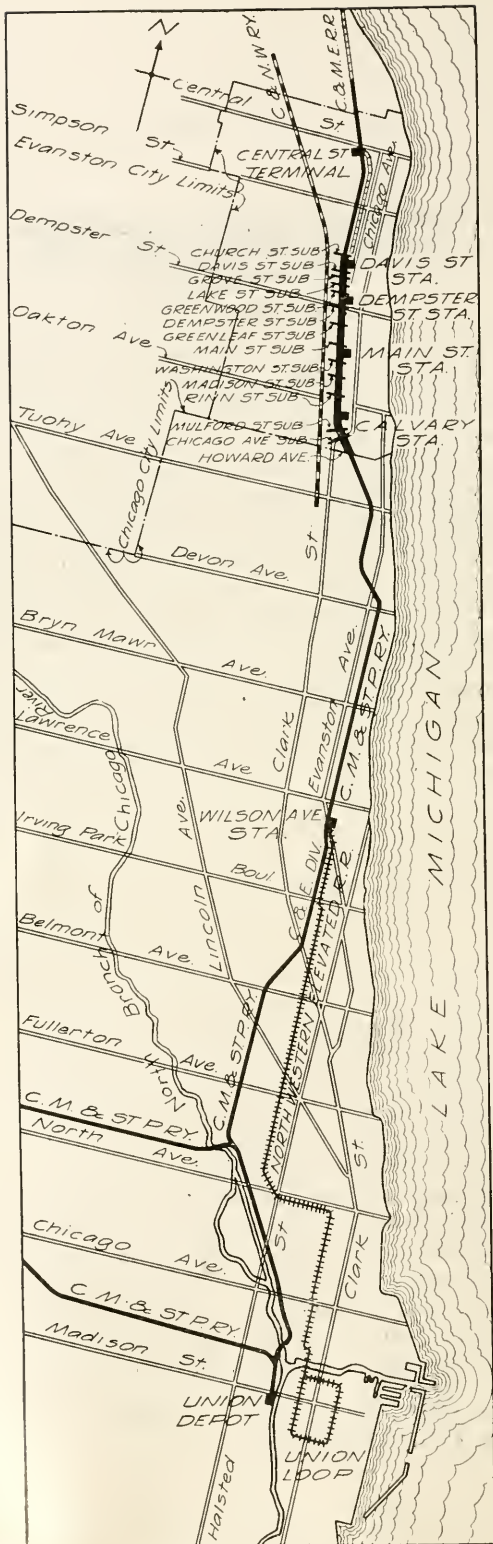 N
C. & N. W. RY.
C. & M. E. R. R.
Central St.
Simpson St.
Evanston City Limits
CENTRAL ST
TERMINAL
Chicago Ave.
Dempster St.
CHURCH ST. SUB
DAVIS ST SUB
GROVE ST. SUB
LAKE ST. SUB
GREENWOOD ST. SUB
DEMPSTER ST. SUB
GREENLEAF ST SUB
MAIN ST SUB
WASHINGTON ST. SUB
MADISON ST. SUB
RINN ST SUB
MULFORD ST SUB
CHICAGO AVE SUB
HOWARD AVE.
DAVIS ST
STA.
DEMPSTER
ST. STA.
MAIN ST.
STA.
CALVARY
STA.
Oakton Ave.
Tuohy Ave.
Chicago City Limits
St.
Devon Ave.
Bryn Mawr Ave.
Clark
Evanston Ave.
C. M. & ST. P. RY.
LAKE MICHIGAN
Lawrence Ave
WILSON AVE
STA.
Irving Park Boul
C & E. DIV.
North Branch of Chicago River
Lincoln Ave.
Belmont Ave.
NORTH WESTERN ELEVATED R.R.
Fullerton Ave.
C. M. & ST. P. RY.
C. M. & ST P. RY.
North Ave.
St
Clark St.
Chicago Ave.
C. M. & ST P. RY.
Madison St.
UNION
DEPOT
UNION
LOOP
Halsted